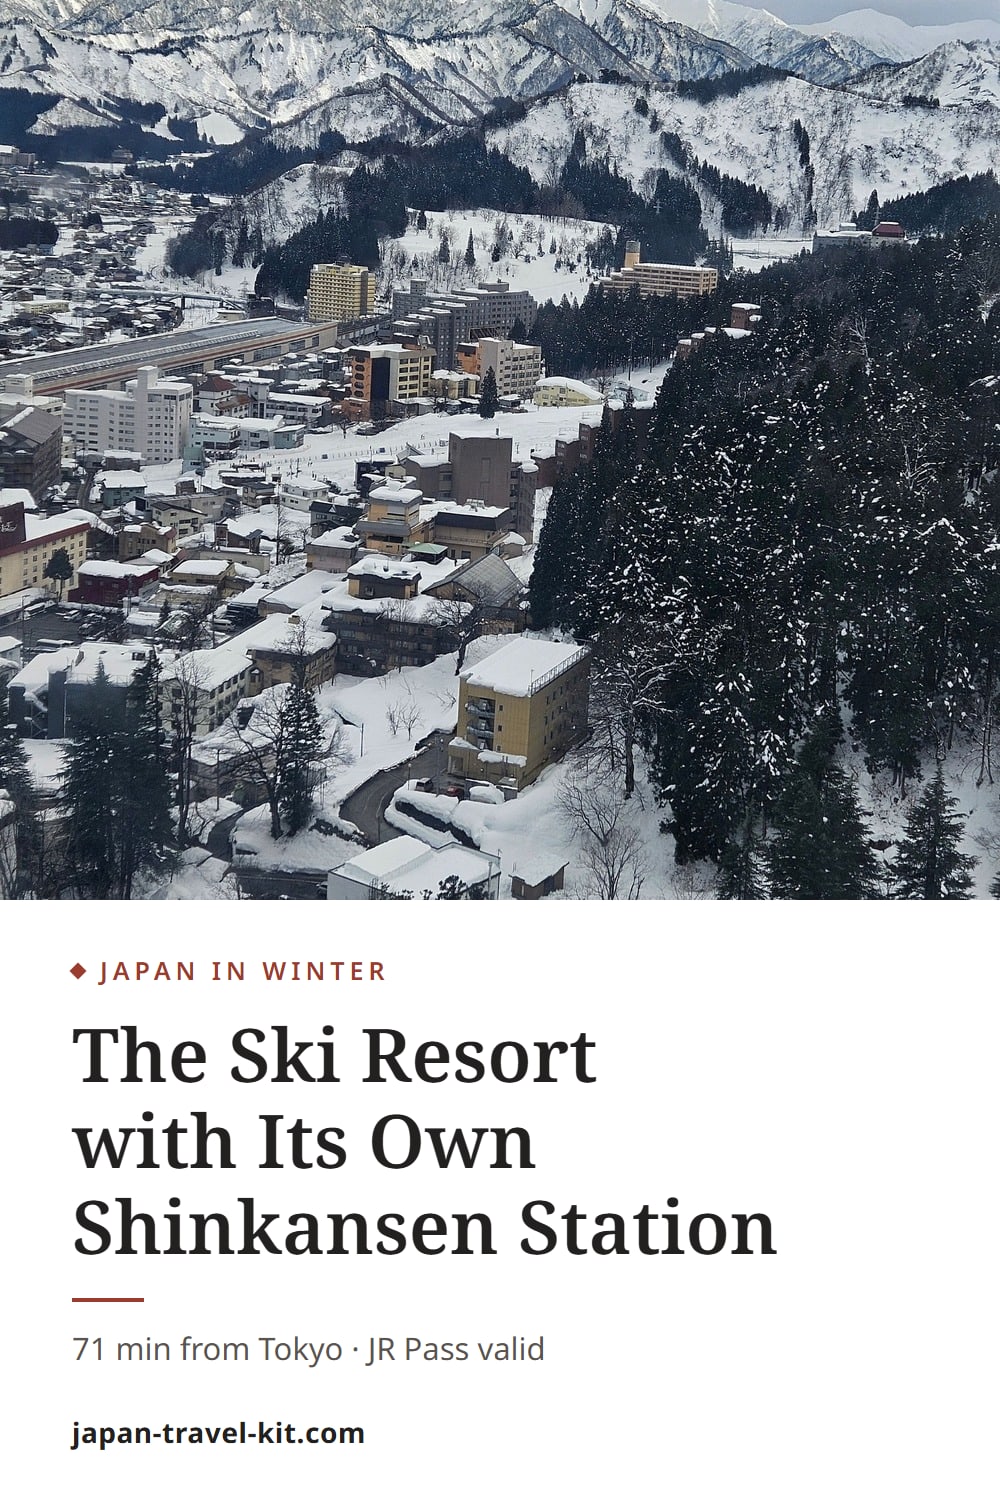 JAPAN IN WINTER
The Ski Resort
with Its Own
Shinkansen Station
71 min from Tokyo · JR Pass valid
japan-travel-kit.com